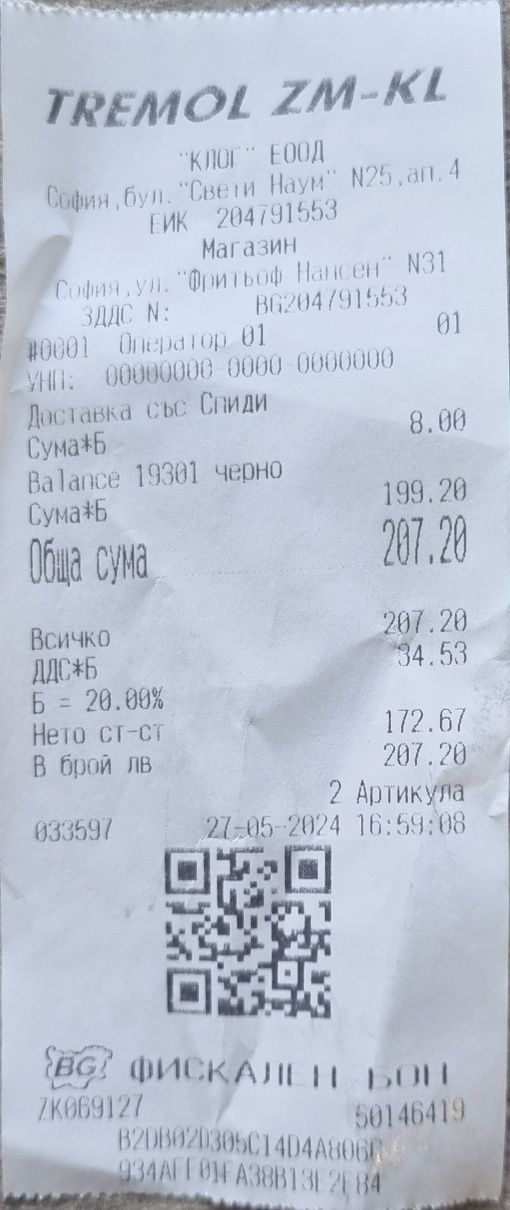 TREMOL ZM-KL
"КЛОГ" ЕООД
София,бул."Свети Наум" N25,ап.4
ЕИК 204791553
Магазин
София,ул."Фритьоф Нансен" N31
ЗДДС N: BG204791553
#0001 Оператор 01 01
УНП: 00000000-0000-0000000
Доставка със Спиди
Сума*Б 8.00
Balance 19301 черно
Сума*Б 199.20
Обща сума 207.20
Всичко 207.20
ДДС*Б 34.53
Б = 20.00%
Нето ст-ст 172.67
В брой лв 207.20
2 Артикула
033597 27-05-2024 16:59:08
BG ФИСКАЛЕН БОН
ZK069127 50146419